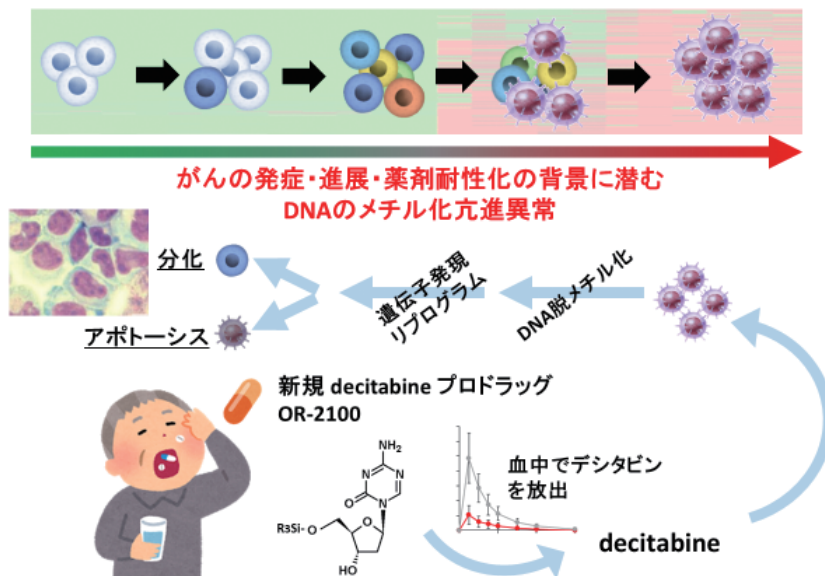 がんの発症・進展・薬剤耐性化の背景に潜む
DNAのメチル化亢進異常
分化
アポトーシス
遺伝子発現
リプログラム
DNA脱メチル化
新規 decitabine プロドラッグ
OR-2100
NH2
N
N
O
N
R3Si-O
O
HO
血中でデシタビン
を放出
decitabine